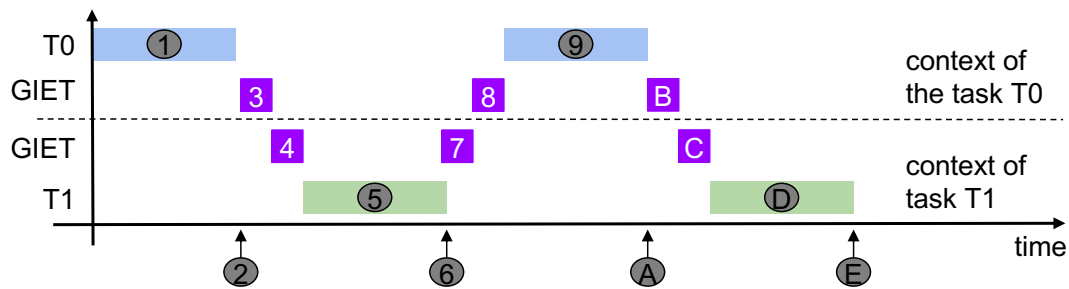 T0 1 9
GIET 3 8 B
context of
the task T0
GIET 4 7 C
T1 5 D
context of
task T1
time
2 6 A E